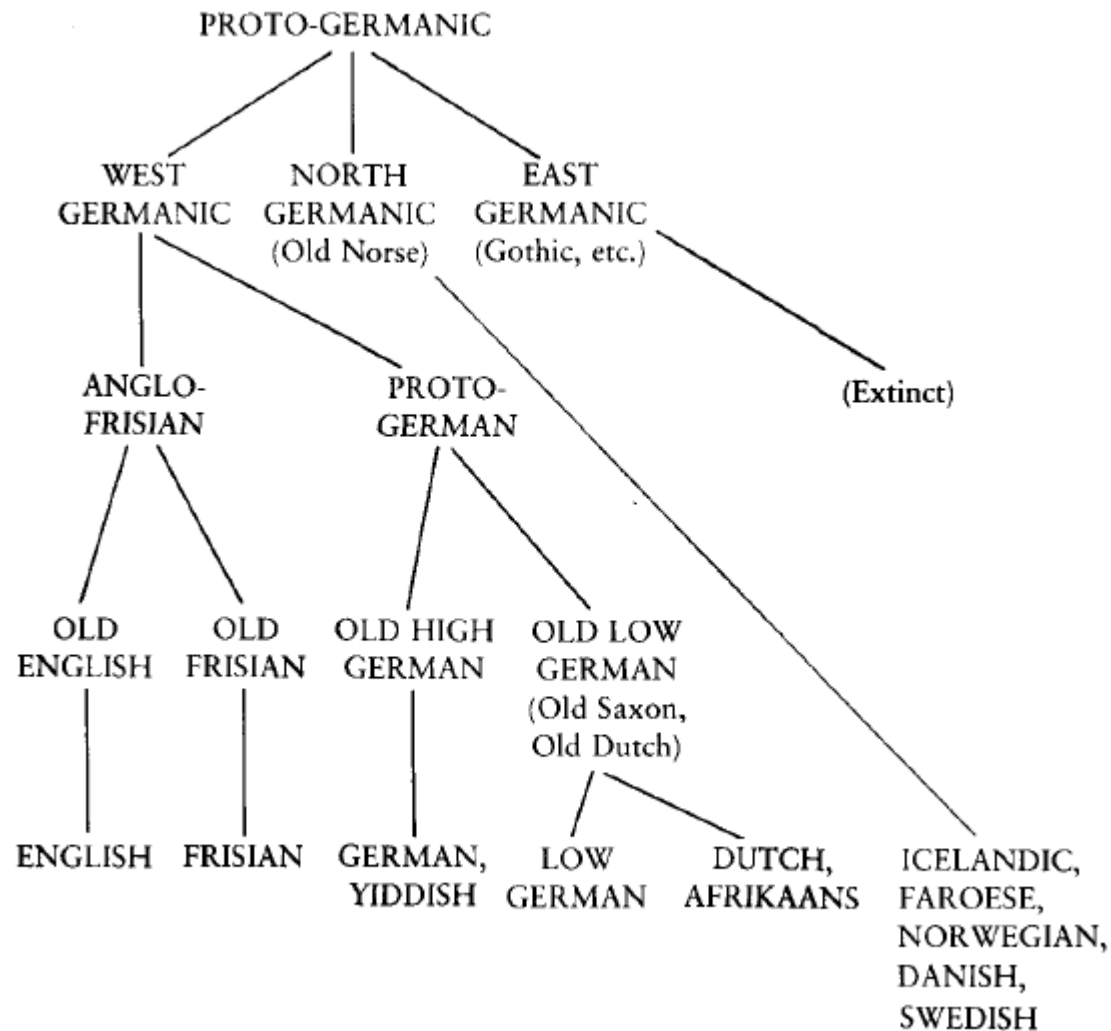 PROTO-GERMANIC
WEST
GERMANIC
NORTH
GERMANIC
(Old Norse)
EAST
GERMANIC
(Gothic, etc.)
ANGLO-
FRISIAN
PROTO-
GERMAN
(Extinct)
OLD
ENGLISH
OLD
FRISIAN
OLD HIGH
GERMAN
OLD LOW
GERMAN
(Old Saxon,
Old Dutch)
ENGLISH
FRISIAN
GERMAN,
YIDDISH
LOW
GERMAN
DUTCH,
AFRIKAANS
ICELANDIC,
FAROESE,
NORWEGIAN,
DANISH,
SWEDISH